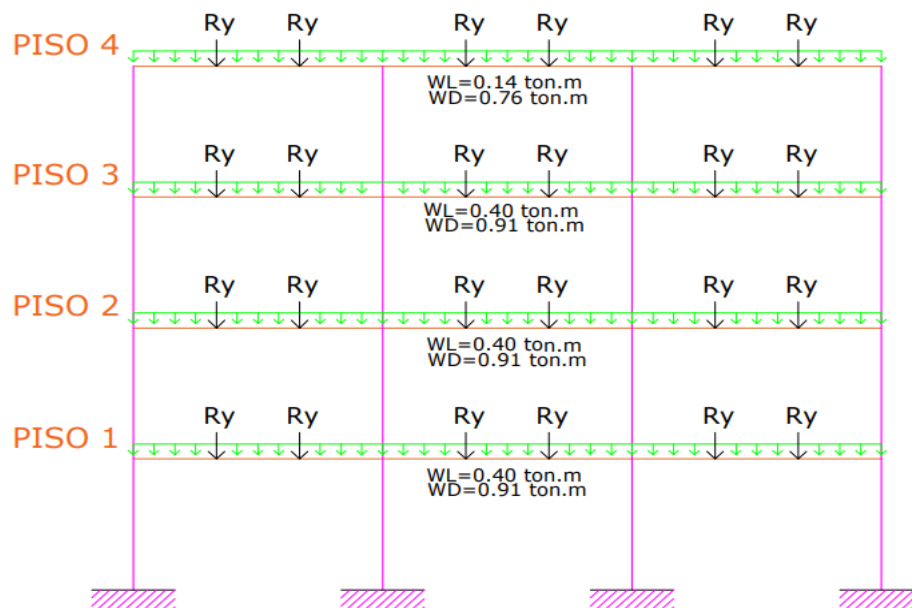 Ry Ry Ry Ry Ry Ry
PISO 4
WL=0.14 ton.m
WD=0.76 ton.m
Ry Ry Ry Ry Ry Ry
PISO 3
WL=0.40 ton.m
WD=0.91 ton.m
Ry Ry Ry Ry Ry Ry
PISO 2
WL=0.40 ton.m
WD=0.91 ton.m
Ry Ry Ry Ry Ry Ry
PISO 1
WL=0.40 ton.m
WD=0.91 ton.m